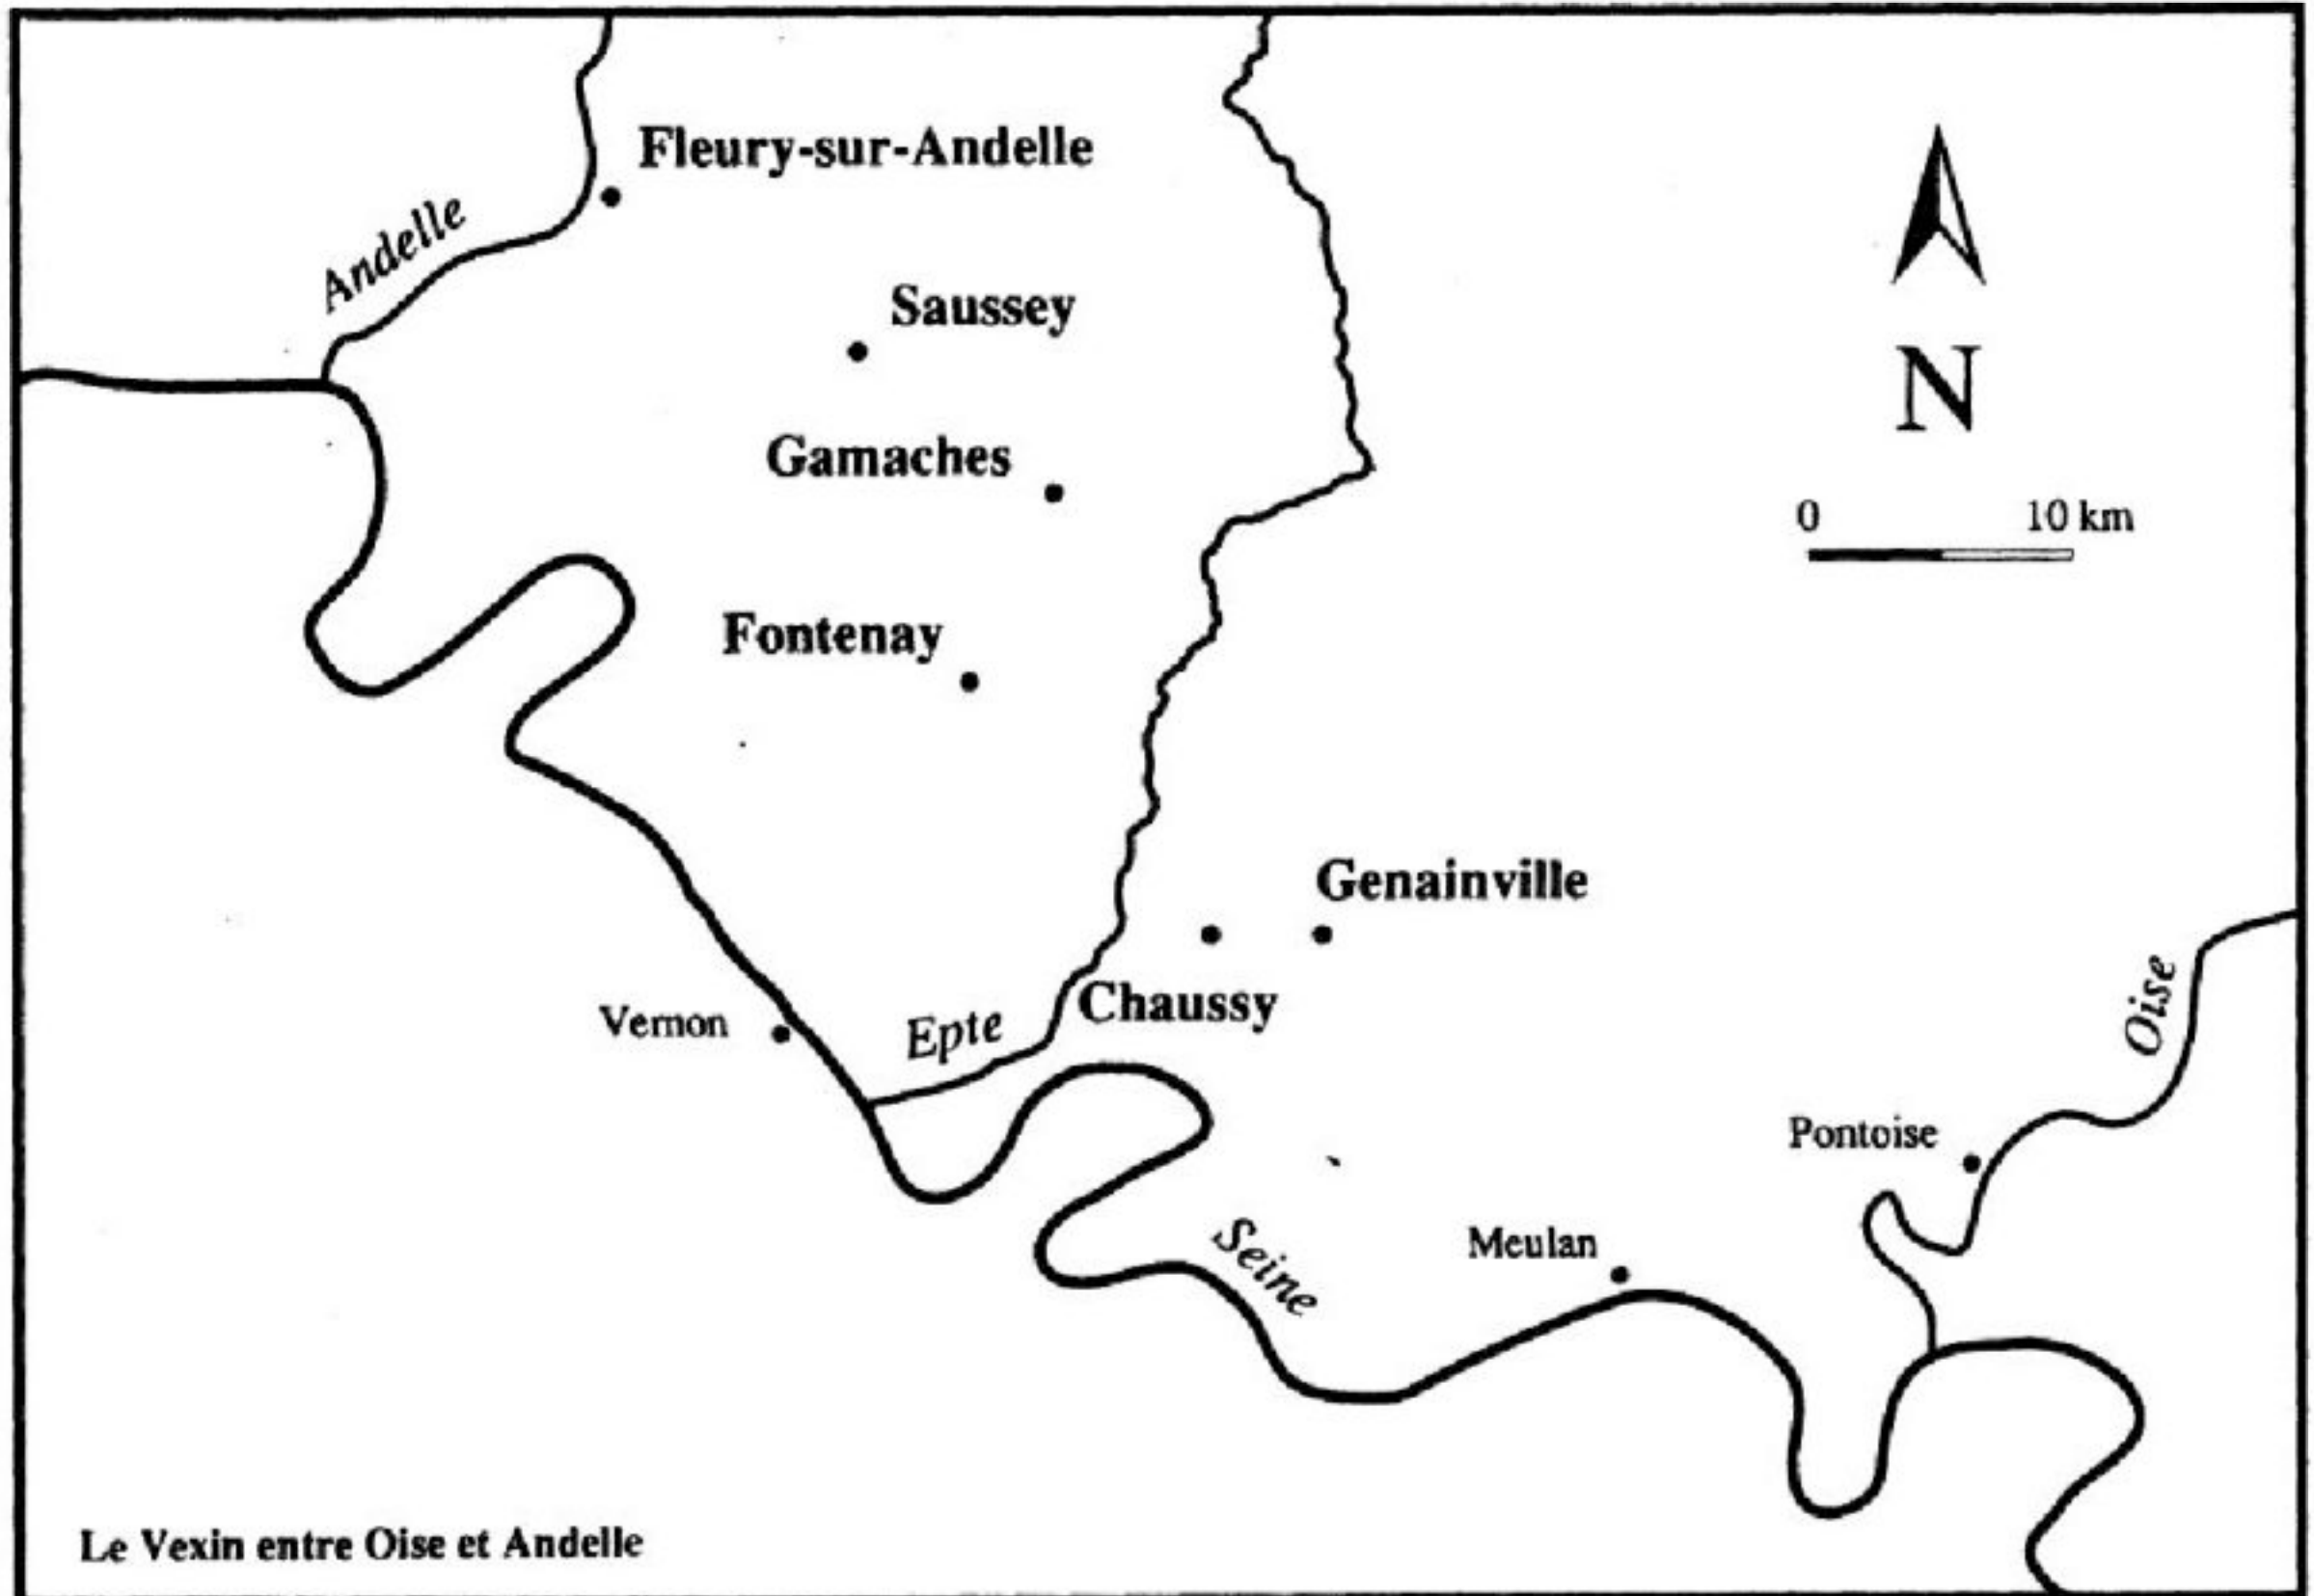 Fleury-sur-Andelle
Andelle
Saussey
N
Gamaches
0 10 km
Fontenay
Genainville
Oise
Chaussy
Vernon
Epte
Pontoise
Seine
Meulan
Le Vexin entre Oise et Andelle